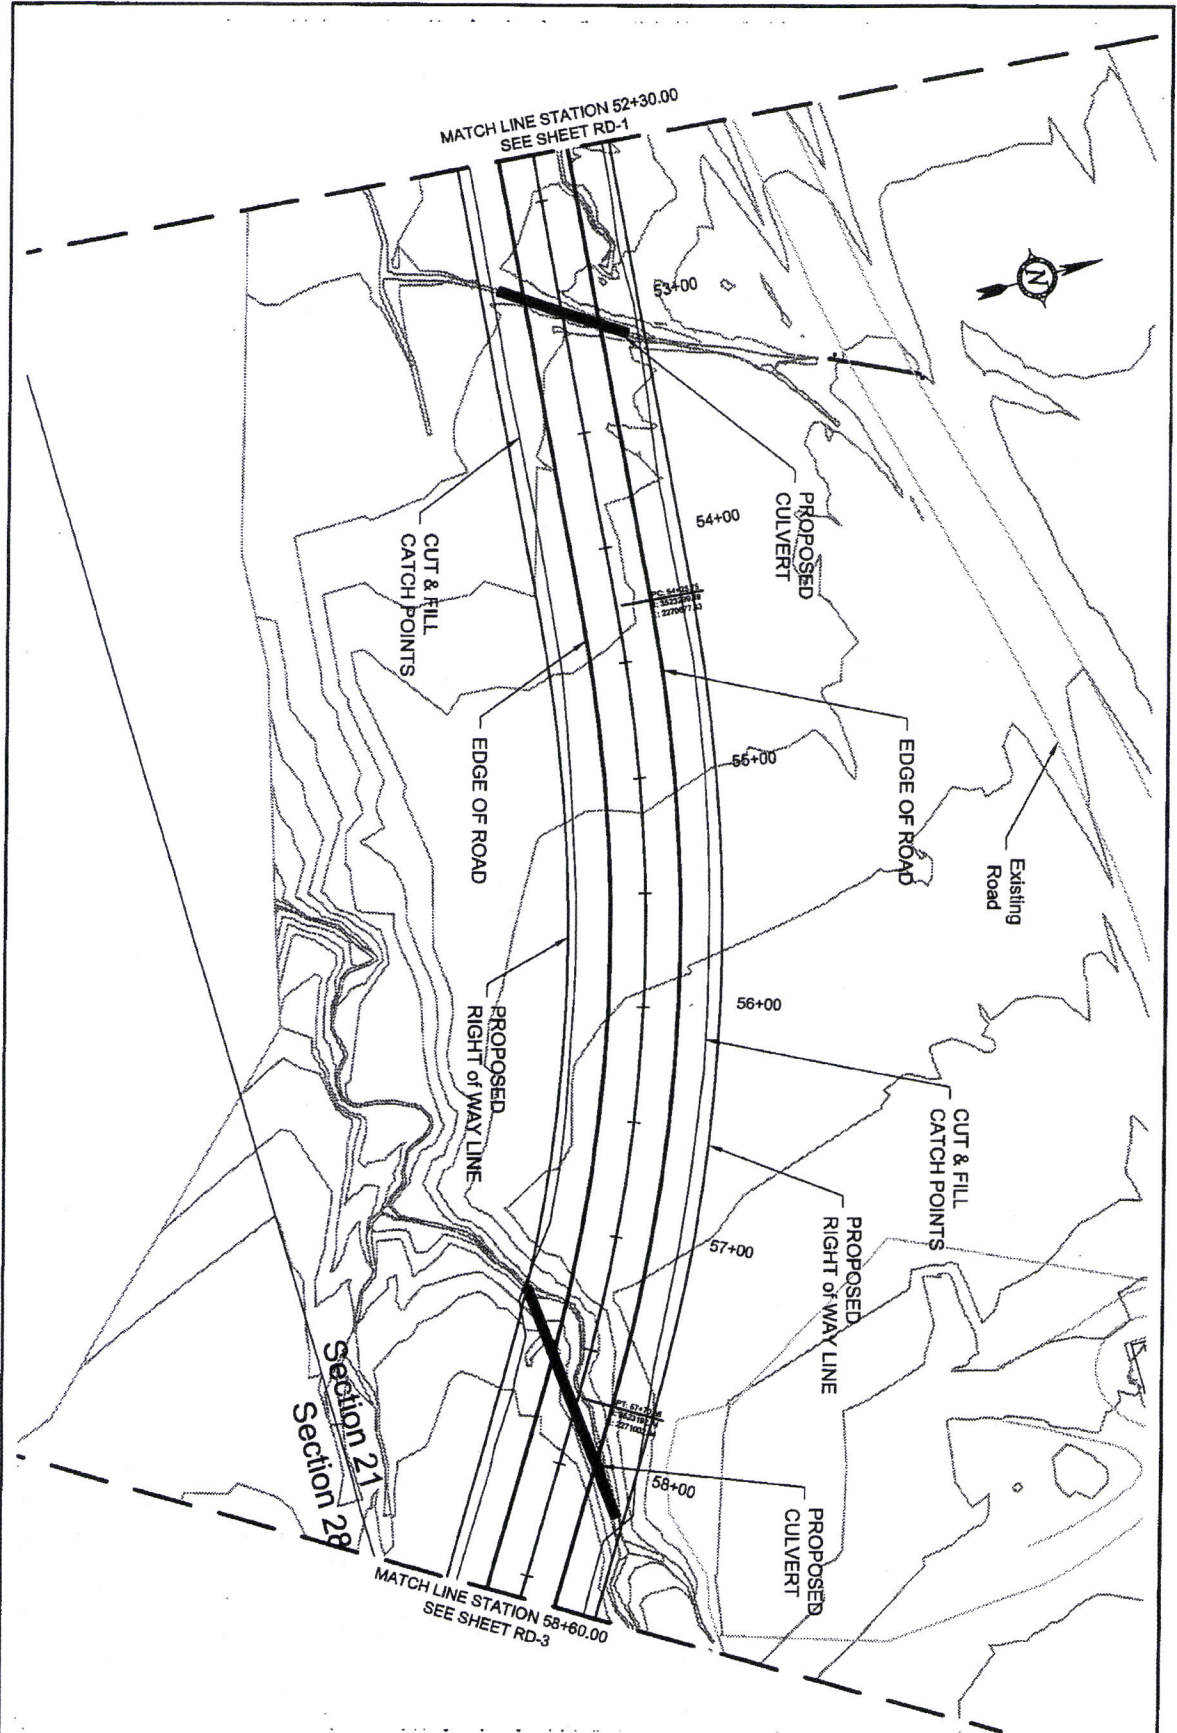 MATCH LINE STATION 52+30.00
SEE SHEET RD-1
N
53+00
PROPOSED
CULVERT
54+00
CUT & FILL
CATCH POINTS
EDGE OF ROAD
55+00
EDGE OF ROAD
Existing
Road
PROPOSED
RIGHT of WAY LINE
56+00
CUT & FILL
CATCH POINTS
PROPOSED
RIGHT of WAY LINE
57+00
58+00
PROPOSED
CULVERT
Section 21
Section 28
MATCH LINE STATION 58+60.00
SEE SHEET RD-3